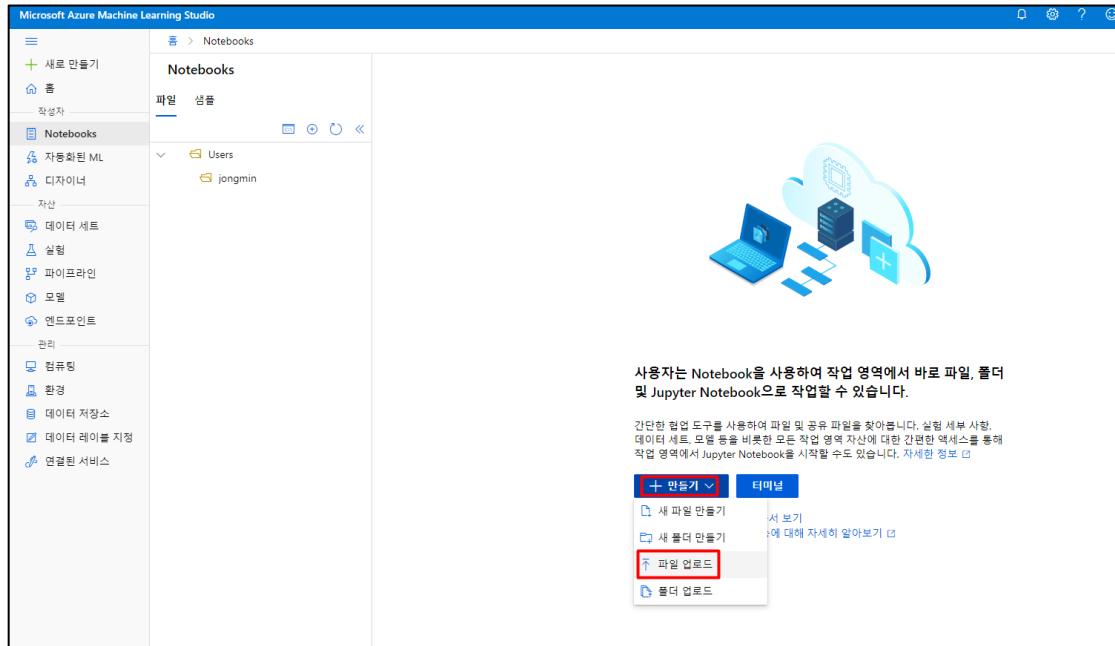 Microsoft Azure Machine Learning Studio
홈 > Notebooks
새로 만들기
홈
작성자
Notebooks
자동화된 ML
디자이너
자산
데이터 세트
실험
파이프라인
모델
엔드포인트
관리
컴퓨팅
환경
데이터 저장소
데이터 레이블 지정
연결된 서비스
Notebooks
파일 샘플
Users
jongmin
사용자는 Notebook을 사용하여 작업 영역에서 바로 파일, 폴더
및 Jupyter Notebook으로 작업할 수 있습니다.
간단한 협업 도구를 사용하여 파일 및 공유 파일을 찾아봅니다. 실험 세부 사항,
데이터 세트, 모델 등을 비롯한 모든 작업 영역 자산에 대한 간편한 액세스를 통해
작업 영역에서 Jupyter Notebook을 시작할 수도 있습니다. 자세한 정보
+ 만들기 터미널
새 파일 만들기
서 보기
새 폴더 만들기
에 대해 자세히 알아보기
파일 업로드
폴더 업로드